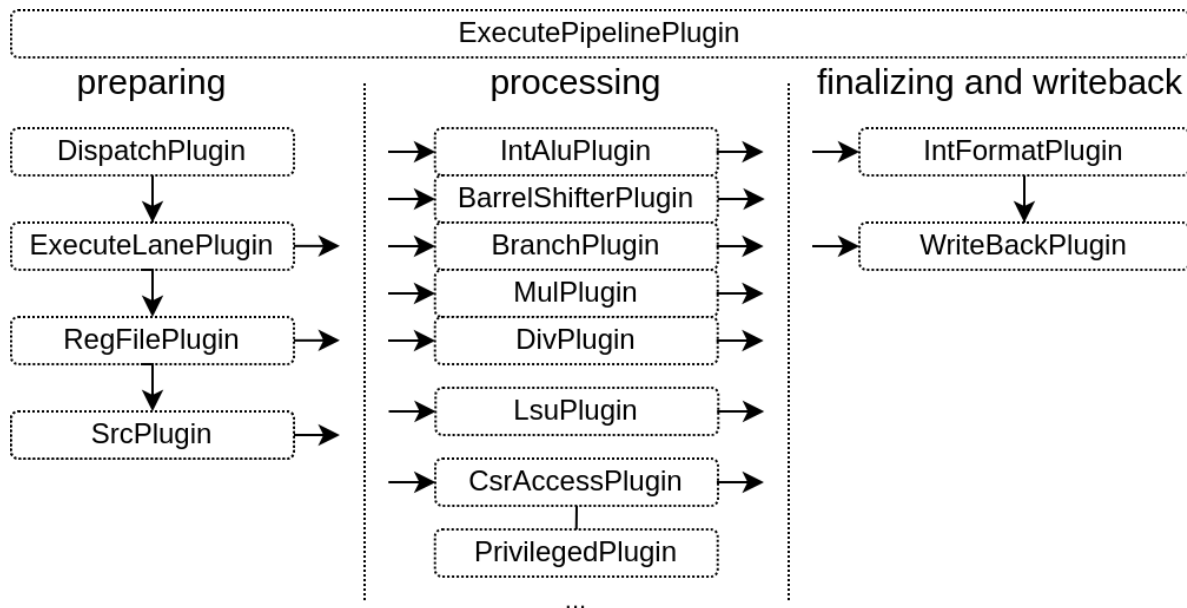 ExecutePipelinePlugin
preparing
DispatchPlugin
ExecuteLanePlugin
RegFilePlugin
SrcPlugin
processing
IntAluPlugin
BarrelShifterPlugin
BranchPlugin
MulPlugin
DivPlugin
LsuPlugin
CsrAccessPlugin
PrivilegedPlugin
...
finalizing and writeback
IntFormatPlugin
WriteBackPlugin